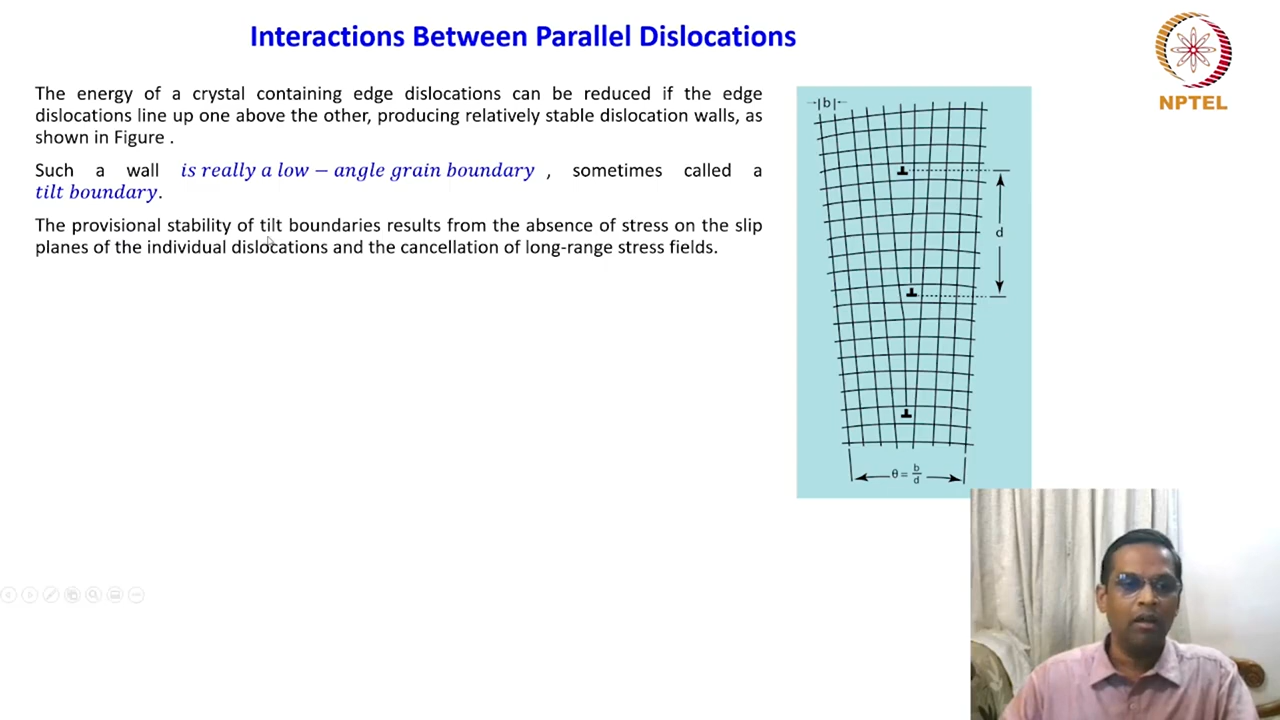 Interactions Between Parallel Dislocations
NPTEL
The energy of a crystal containing edge dislocations can be reduced if the edge
dislocations line up one above the other, producing relatively stable dislocation walls, as
shown in Figure .
Such a wall is really a low − angle grain boundary , sometimes called a
tilt boundary.
The provisional stability of tilt boundaries results from the absence of stress on the slip
planes of the individual dislocations and the cancellation of long-range stress fields.
|b|
d
θ = b/d